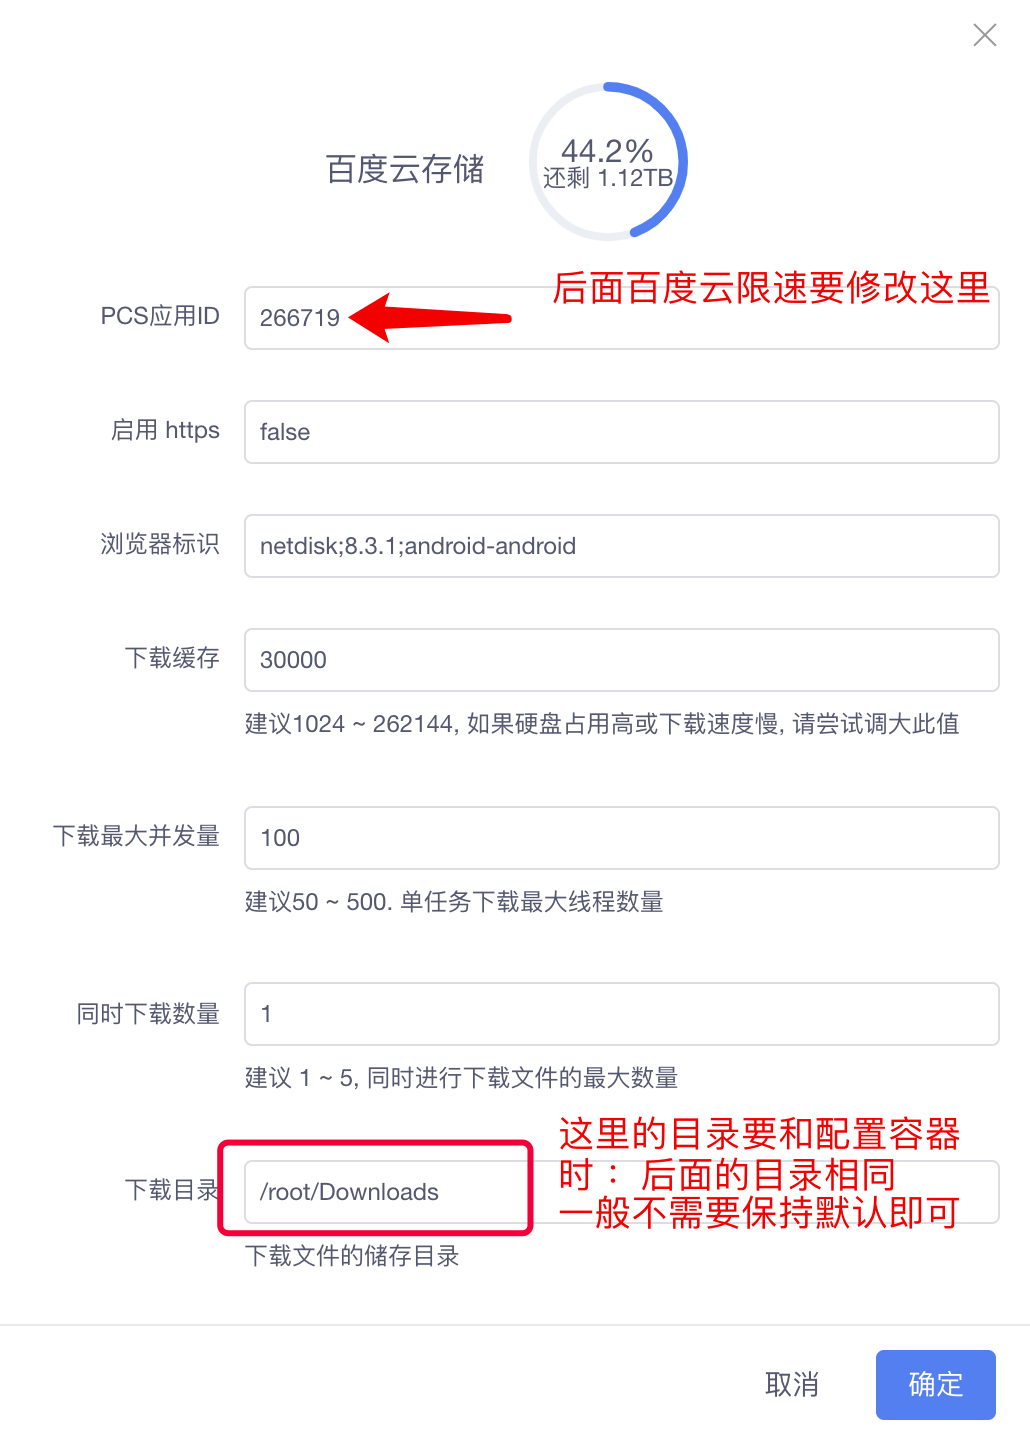 百度云存储
44.2%
还剩 1.12TB
后面百度云限速要修改这里
PCS应用ID
266719
启用 https
false
浏览器标识
netdisk;8.3.1;android-android
下载缓存
30000
建议1024 ~ 262144, 如果硬盘占用高或下载速度慢, 请尝试调大此值
下载最大并发量
100
建议50 ~ 500. 单任务下载最大线程数量
同时下载数量
1
建议 1 ~ 5, 同时进行下载文件的最大数量
下载目录
/root/Downloads
这里的目录要和配置容器
时： 后面的目录相同
一般不需要保持默认即可
下载文件的储存目录
取消
确定